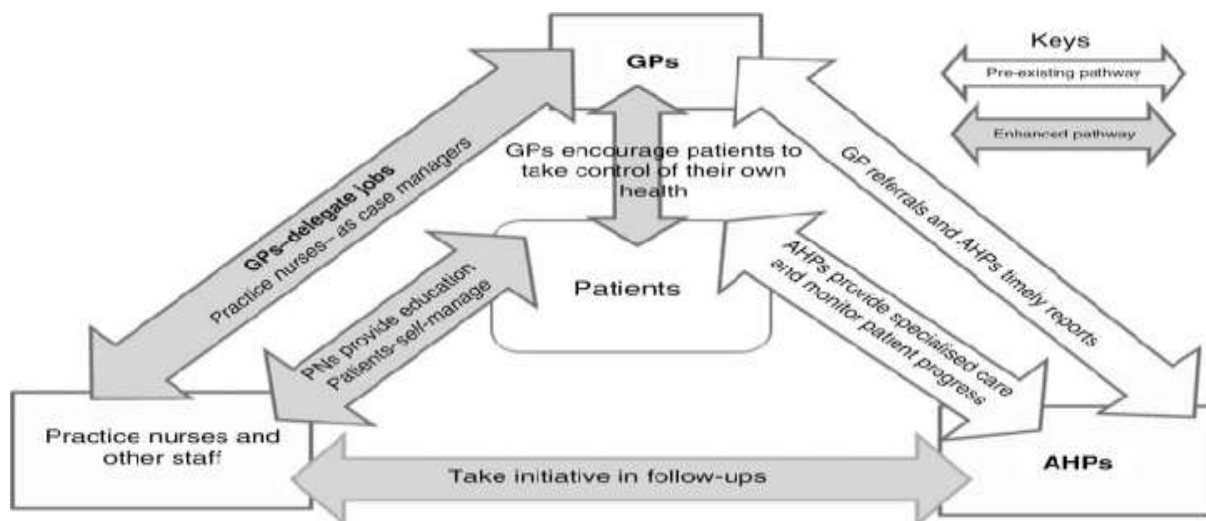 GPs
Keys
Pre-existing pathway
Enhanced pathway
GPs encourage patients to
take control of their own
health
GPs–delegate jobs
Practice nurses– as case managers
GP referrals and AHPs timely reports
PNs provide education
Patients-self-manage
Patients
AHPs provide specialised care
and monitor patient progress
Practice nurses and
other staff
Take initiative in follow-ups
AHPs